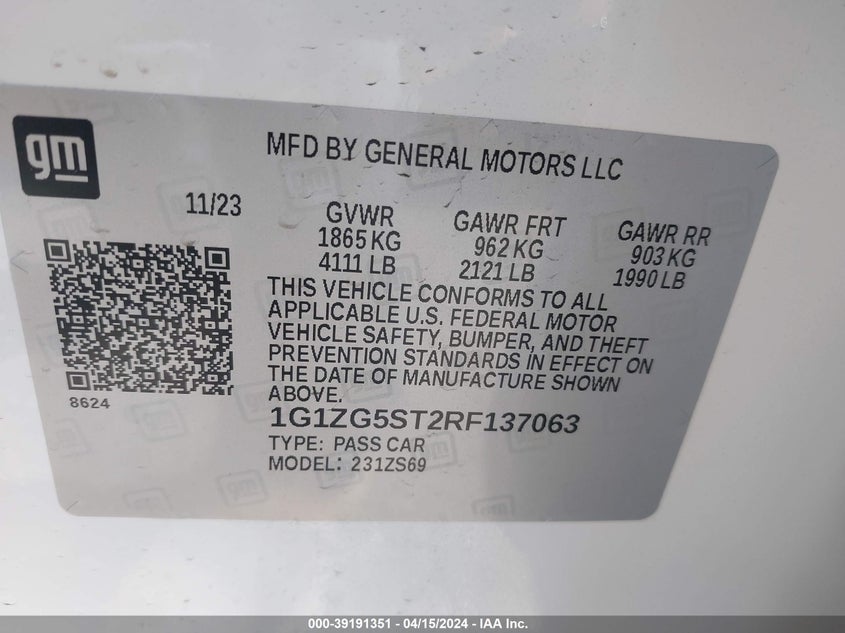 gm
MFD BY GENERAL MOTORS LLC
11/23
GVWR
1865 KG
4111 LB
GAWR FRT
962 KG
2121 LB
GAWR RR
903 KG
1990 LB
THIS VEHICLE CONFORMS TO ALL
APPLICABLE U.S. FEDERAL MOTOR
VEHICLE SAFETY, BUMPER, AND THEFT
PREVENTION STANDARDS IN EFFECT ON
THE DATE OF MANUFACTURE SHOWN
ABOVE.
8624
1G1ZG5ST2RF137063
TYPE: PASS CAR
MODEL: 231ZS69
000-39191351 - 04/15/2024 - IAA Inc.